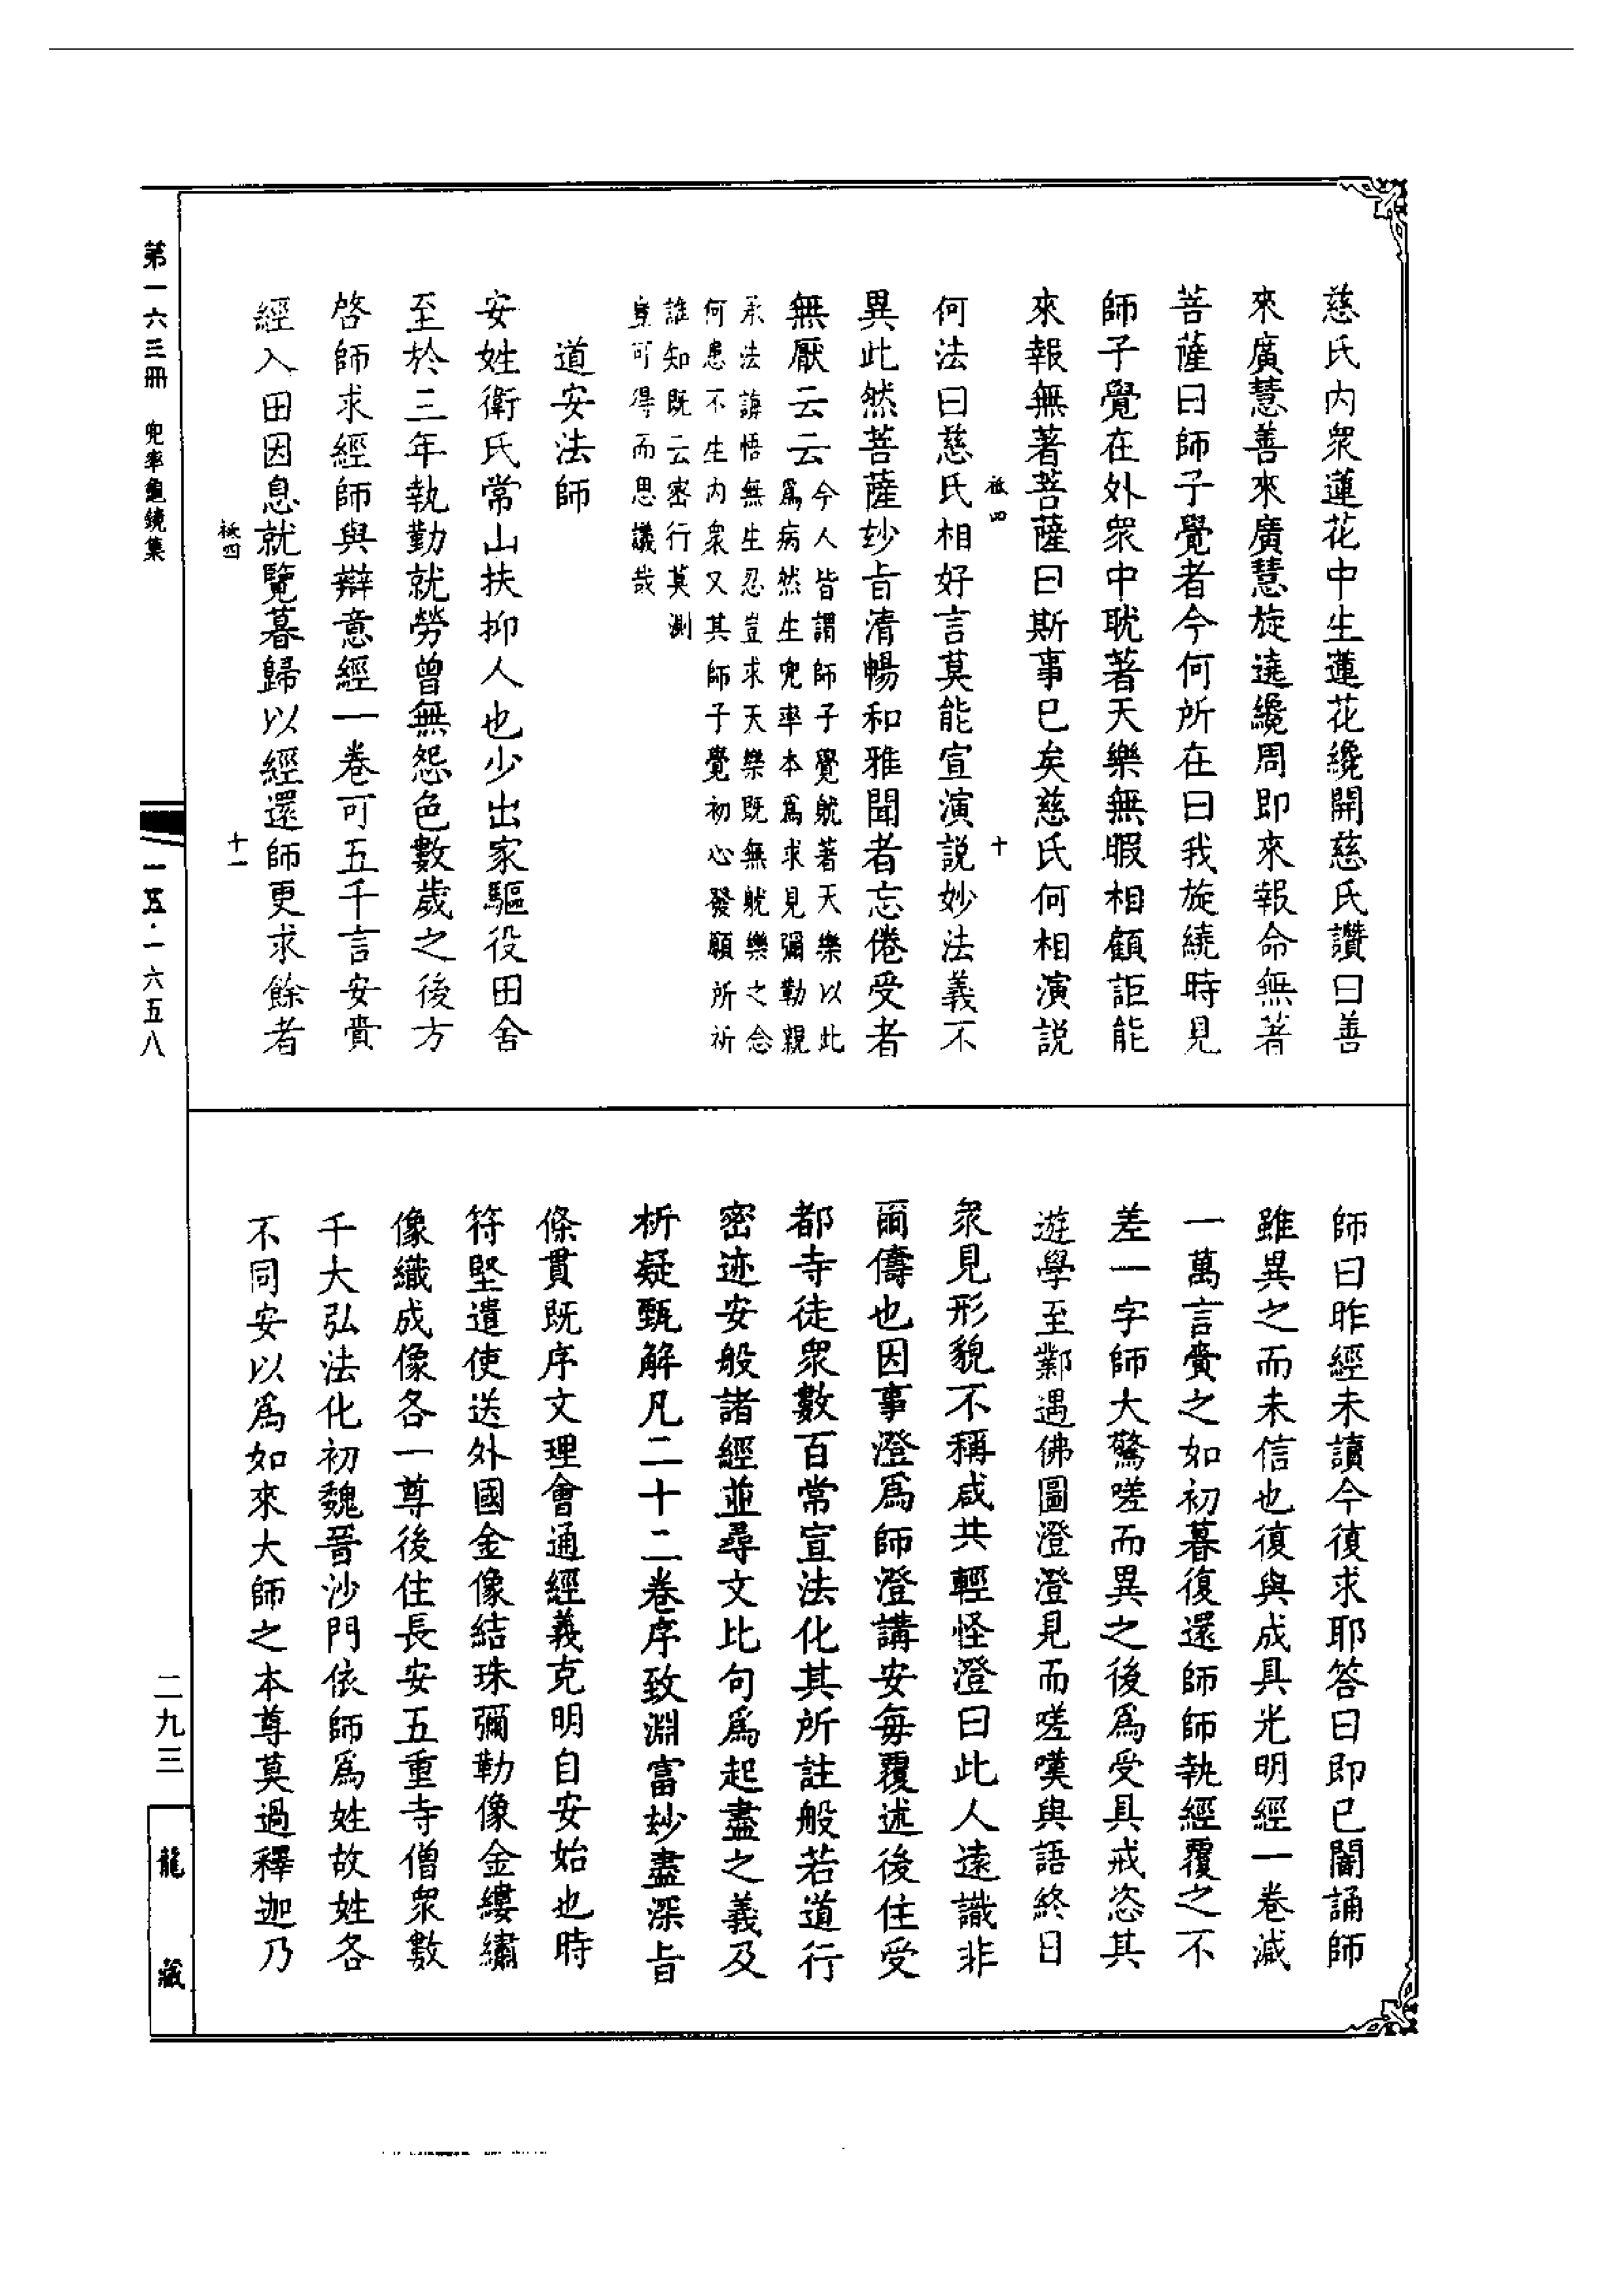 慈氏內衆蓮花中生蓮花纔開慈氏讚曰善
來廣慧善來廣慧旋遶纔周即來報命無著
菩薩曰師子覺者今何所在曰我旋繞時見
師子覺在外衆中耽著天樂無暇相顧詎能
來報無著菩薩曰斯事已矣慈氏何相演說
何法曰慈氏相好言莫能宣演說妙法義不
祗四 十
異此然菩薩玅音清暢和雅聞者忘倦受者
無厭云云
今人皆謂師子覺躭著天樂以此
爲病然生兜率本爲求見彌勒親
承法誨悟無生忍豈求天樂既無躭樂之念
何患不生內衆又其師子覺初心發願所祈
誰知既云密行莫測
豈可得而思議哉
道安法師
安姓衛氏常山扶抑人也少出家驅役田舍
至於三年執勤就勞曾無怨色數歲之後方
啓師求經師與辯意經一卷可五千言安賫
經入田因息就覽暮歸以經還師更求餘者
祗四 十一
師曰昨經未讀今復求耶答曰即已闇誦師
雖異之而未信也復與成具光明經一卷減
一萬言賫之如初暮復還師師執經覆之不
差一字師大驚嗟而異之後爲受具戒恣其
遊學至鄴遇佛圖澄澄見而嗟嘆與語終日
衆見形貌不稱咸共輕怪澄曰此人遠識非
爾儔也因事澄爲師澄講安每覆述後住受
都寺徒衆數百常宣法化其所註般若道行
密迹安般諸經並尋文比句爲起盡之義及
析疑甄解凡二十二卷序致淵富玅盡深旨
條貫既序文理會通經義克明自安始也時
符堅遣使送外國金像結珠彌勒像金縷繡
像織成像各一尊後住長安五重寺僧衆數
千大弘法化初魏晉沙門依師爲姓故姓各
不同安以爲如來大師之本尊莫過釋迦乃
第一六三冊 兜率龜鏡集
一五·一六五八
二九三
龍藏